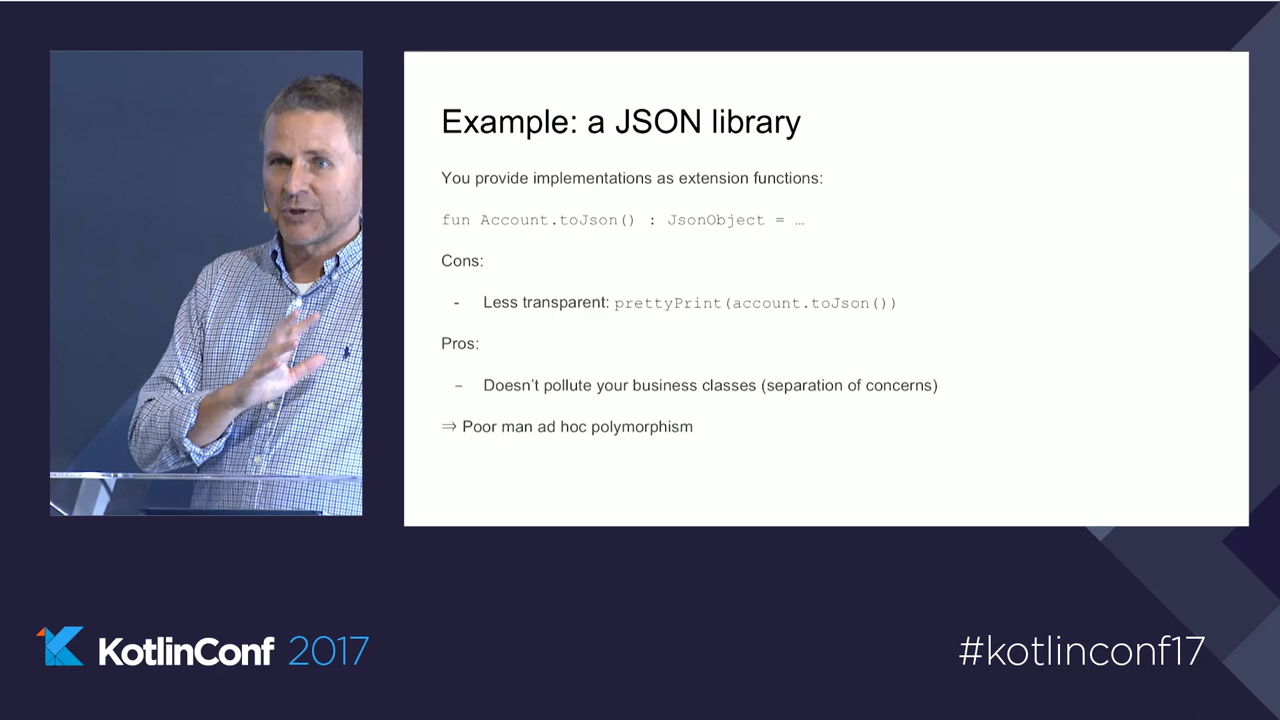 Example: a JSON library
You provide implementations as extension functions:
fun Account.toJson() : JsonObject = …
Cons:
- Less transparent: prettyPrint(account.toJson())
Pros:
- Doesn't pollute your business classes (separation of concerns)
⇒ Poor man ad hoc polymorphism
KotlinConf 2017
#kotlinconf17